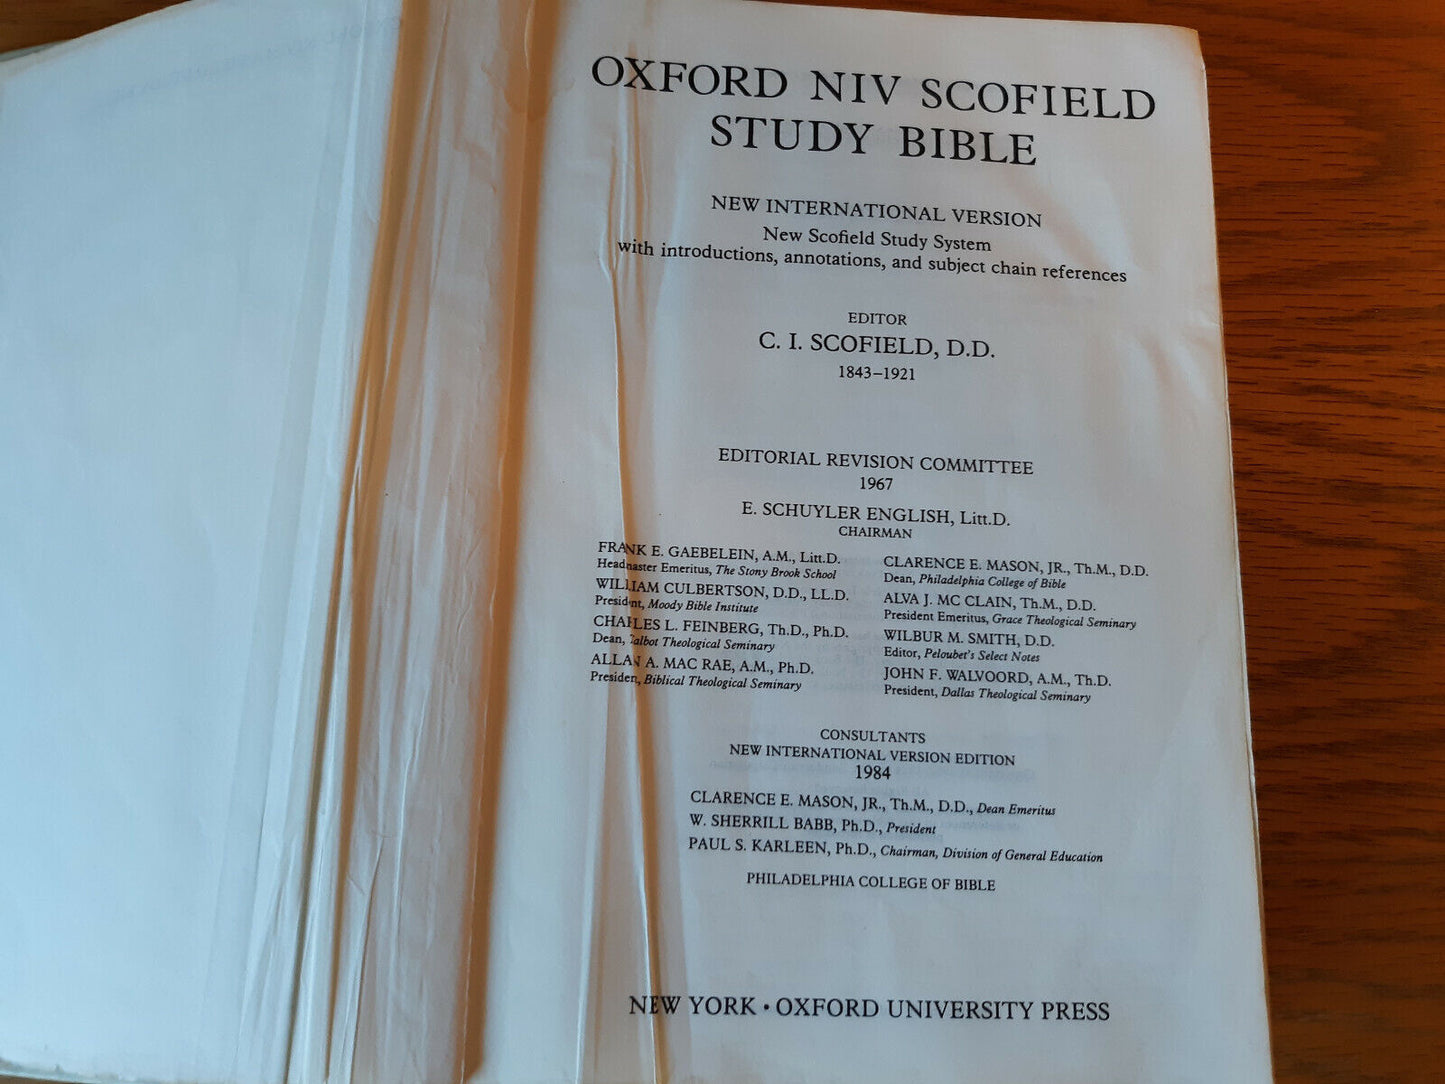 OXFORD NIV SCOFIELD
STUDY BIBLE
NEW INTERNATIONAL VERSION
New Scofield Study System
with introductions, annotations, and subject chain references
EDITOR
C. I. SCOFIELD, D.D.
1843–1921
EDITORIAL REVISION COMMITTEE
1967
E. SCHUYLER ENGLISH, Litt.D.
CHAIRMAN
FRANK E. GAEBELEIN, A.M., Litt.D.
Headmaster Emeritus, The Stony Brook School
WILLIAM CULBERTSON, D.D., LL.D.
President, Moody Bible Institute
CHARLES L. FEINBERG, Th.D., Ph.D.
Dean, Talbot Theological Seminary
ALLAN A. MAC RAE, A.M., Ph.D.
President, Biblical Theological Seminary
CLARENCE E. MASON, JR., Th.M., D.D.
Dean, Philadelphia College of Bible
ALVA J. MC CLAIN, Th.M., D.D.
President Emeritus, Grace Theological Seminary
WILBUR M. SMITH, D.D.
Editor, Peloubet's Select Notes
JOHN F. WALVOORD, A.M., Th.D.
President, Dallas Theological Seminary
CONSULTANTS
NEW INTERNATIONAL VERSION EDITION
1984
CLARENCE E. MASON, JR., Th.M., D.D., Dean Emeritus
W. SHERRILL BABB, Ph.D., President
PAUL S. KARLEEN, Ph.D., Chairman, Division of General Education
PHILADELPHIA COLLEGE OF BIBLE
NEW YORK • OXFORD UNIVERSITY PRESS